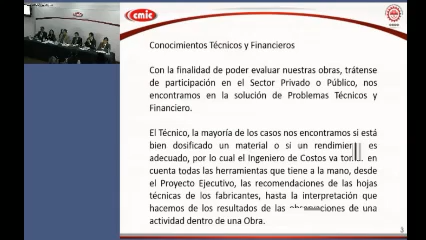 cmic
Conocimientos Técnicos y Financieros
Con la finalidad de poder evaluar nuestras obras, trátense
de participación en el Sector Privado o Público, nos
encontramos en la solución de Problemas Técnicos y
Financiero.
El Técnico, la mayoría de los casos nos encontramos si está
bien dosificado un material o si un rendimi es
adecuado, por lo cual el Ingeniero de Costos va en
cuenta todas las herramientas que tiene a la mano, desde
el Proyecto Ejecutivo, las recomendaciones de las hojas
técnicas de los fabricantes, hasta la interpretación que
hacemos de los resultados de las observaciones de una
actividad dentro de una Obra.
3